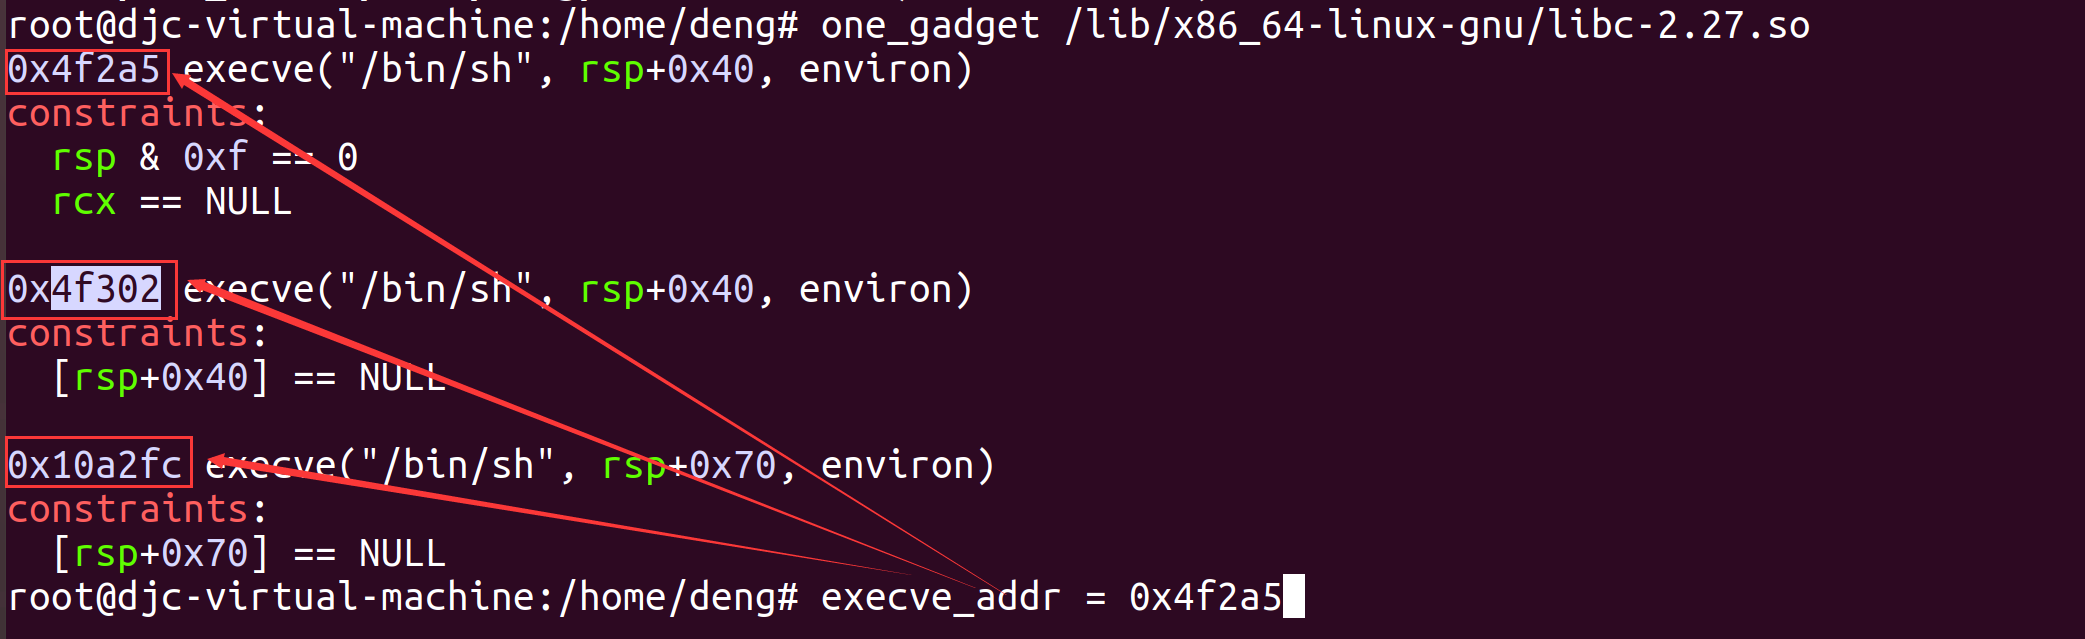 root@djc-virtual-machine:/home/deng# one_gadget /lib/x86_64-linux-gnu/libc-2.27.so
0x4f2a5 execve("/bin/sh", rsp+0x40, environ)
constraints:
  rsp & 0xf == 0
  rcx == NULL

0x4f302 execve("/bin/sh", rsp+0x40, environ)
constraints:
  [rsp+0x40] == NULL

0x10a2fc execve("/bin/sh", rsp+0x70, environ)
constraints:
  [rsp+0x70] == NULL
root@djc-virtual-machine:/home/deng# execve_addr = 0x4f2a5